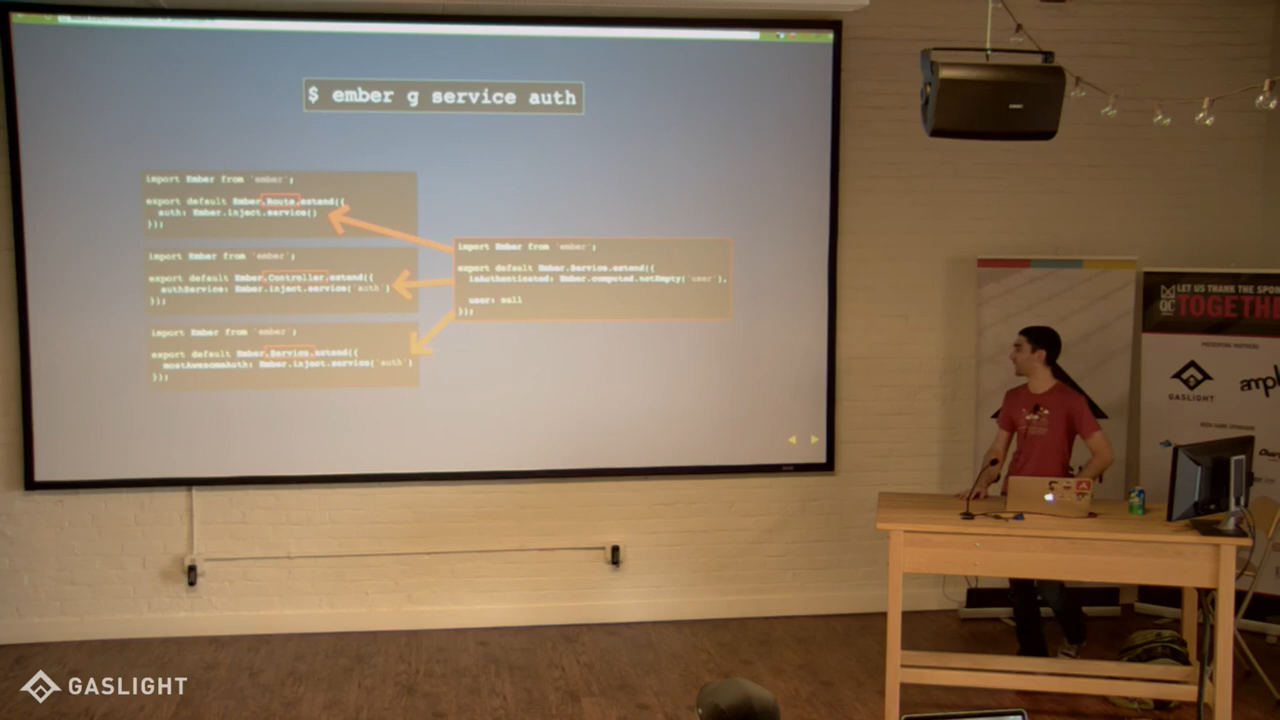 $ ember g service auth
import Ember from 'ember';
export default Ember.Route.extend({
auth: Ember.inject.service()
});
import Ember from 'ember';
export default Ember.Controller.extend({
authService: Ember.inject.service('auth')
});
import Ember from 'ember';
export default Ember.Service.extend({
mostAwesomeAuth: Ember.inject.service('auth')
});
import Ember from 'ember';
export default Ember.Service.extend({
isAuthenticated: Ember.computed.notEmpty('user'),
user: null
});
LET US THANK THE SPON
QC TOGETHE
GASLIGHT
ampl
GASLIGHT